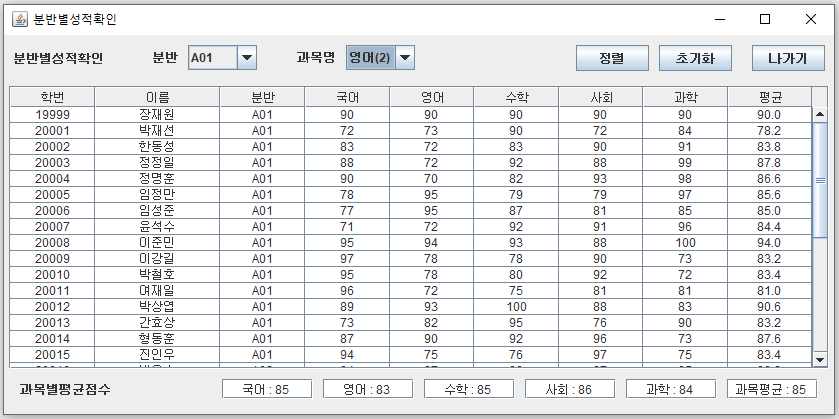 분반별성적확인
분반별성적확인 분반 A01 과목명 영어(2) 정렬 초기화 나가기
학번 이름 분반 국어 영어 수학 사회 과학 평균
19999 장재원 A01 90 90 90 90 90 90.0
20001 박재선 A01 72 73 90 72 84 78.2
20002 한동성 A01 83 72 83 90 91 83.8
20003 정정일 A01 88 72 92 88 99 87.8
20004 정명훈 A01 90 70 82 93 98 86.6
20005 임정만 A01 78 95 79 79 97 85.6
20006 임성준 A01 77 95 87 81 85 85.0
20007 윤석수 A01 71 72 92 91 96 84.4
20008 이준민 A01 95 94 93 88 100 94.0
20009 이강길 A01 97 78 78 90 73 83.2
20010 박철호 A01 95 78 80 92 72 83.4
20011 여재일 A01 96 72 75 81 81 81.0
20012 박상엽 A01 89 93 100 88 83 90.6
20013 간효상 A01 73 82 95 76 90 83.2
20014 형동훈 A01 87 90 92 96 73 87.6
20015 진인우 A01 94 75 76 97 75 83.4
과목별평균점수 국어 : 85 영어 : 83 수학 : 85 사회 : 86 과학 : 84 과목평균 : 85